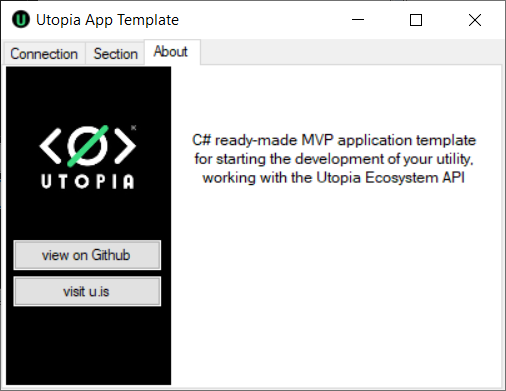 Utopia App Template
Connection Section About
UTOPIA
view on Github
visit u.is
C# ready-made MVP application template
for starting the development of your utility,
working with the Utopia Ecosystem API